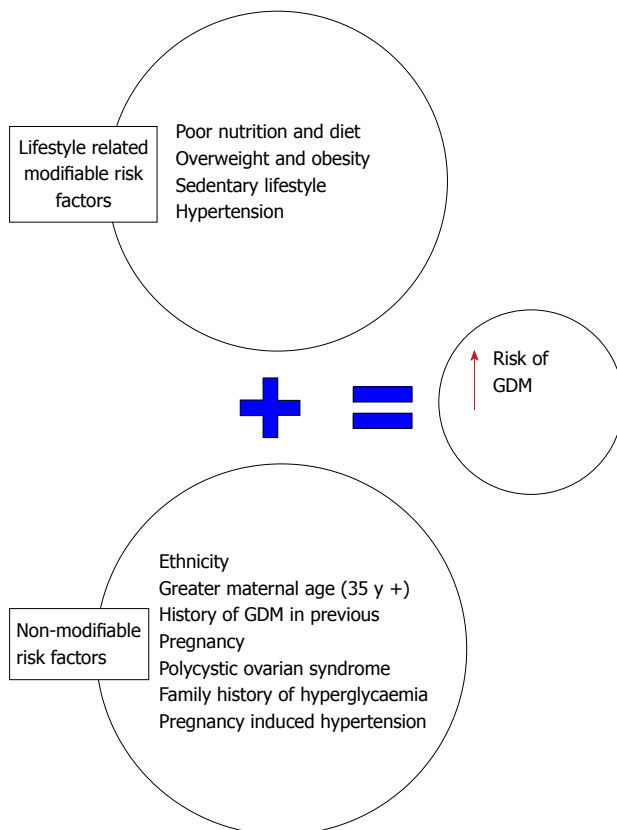 Lifestyle related
modifiable risk
factors
Poor nutrition and diet
Overweight and obesity
Sedentary lifestyle
Hypertension
Risk of
GDM
Non-modifiable
risk factors
Ethnicity
Greater maternal age (35 y +)
History of GDM in previous
Pregnancy
Polycystic ovarian syndrome
Family history of hyperglycaemia
Pregnancy induced hypertension